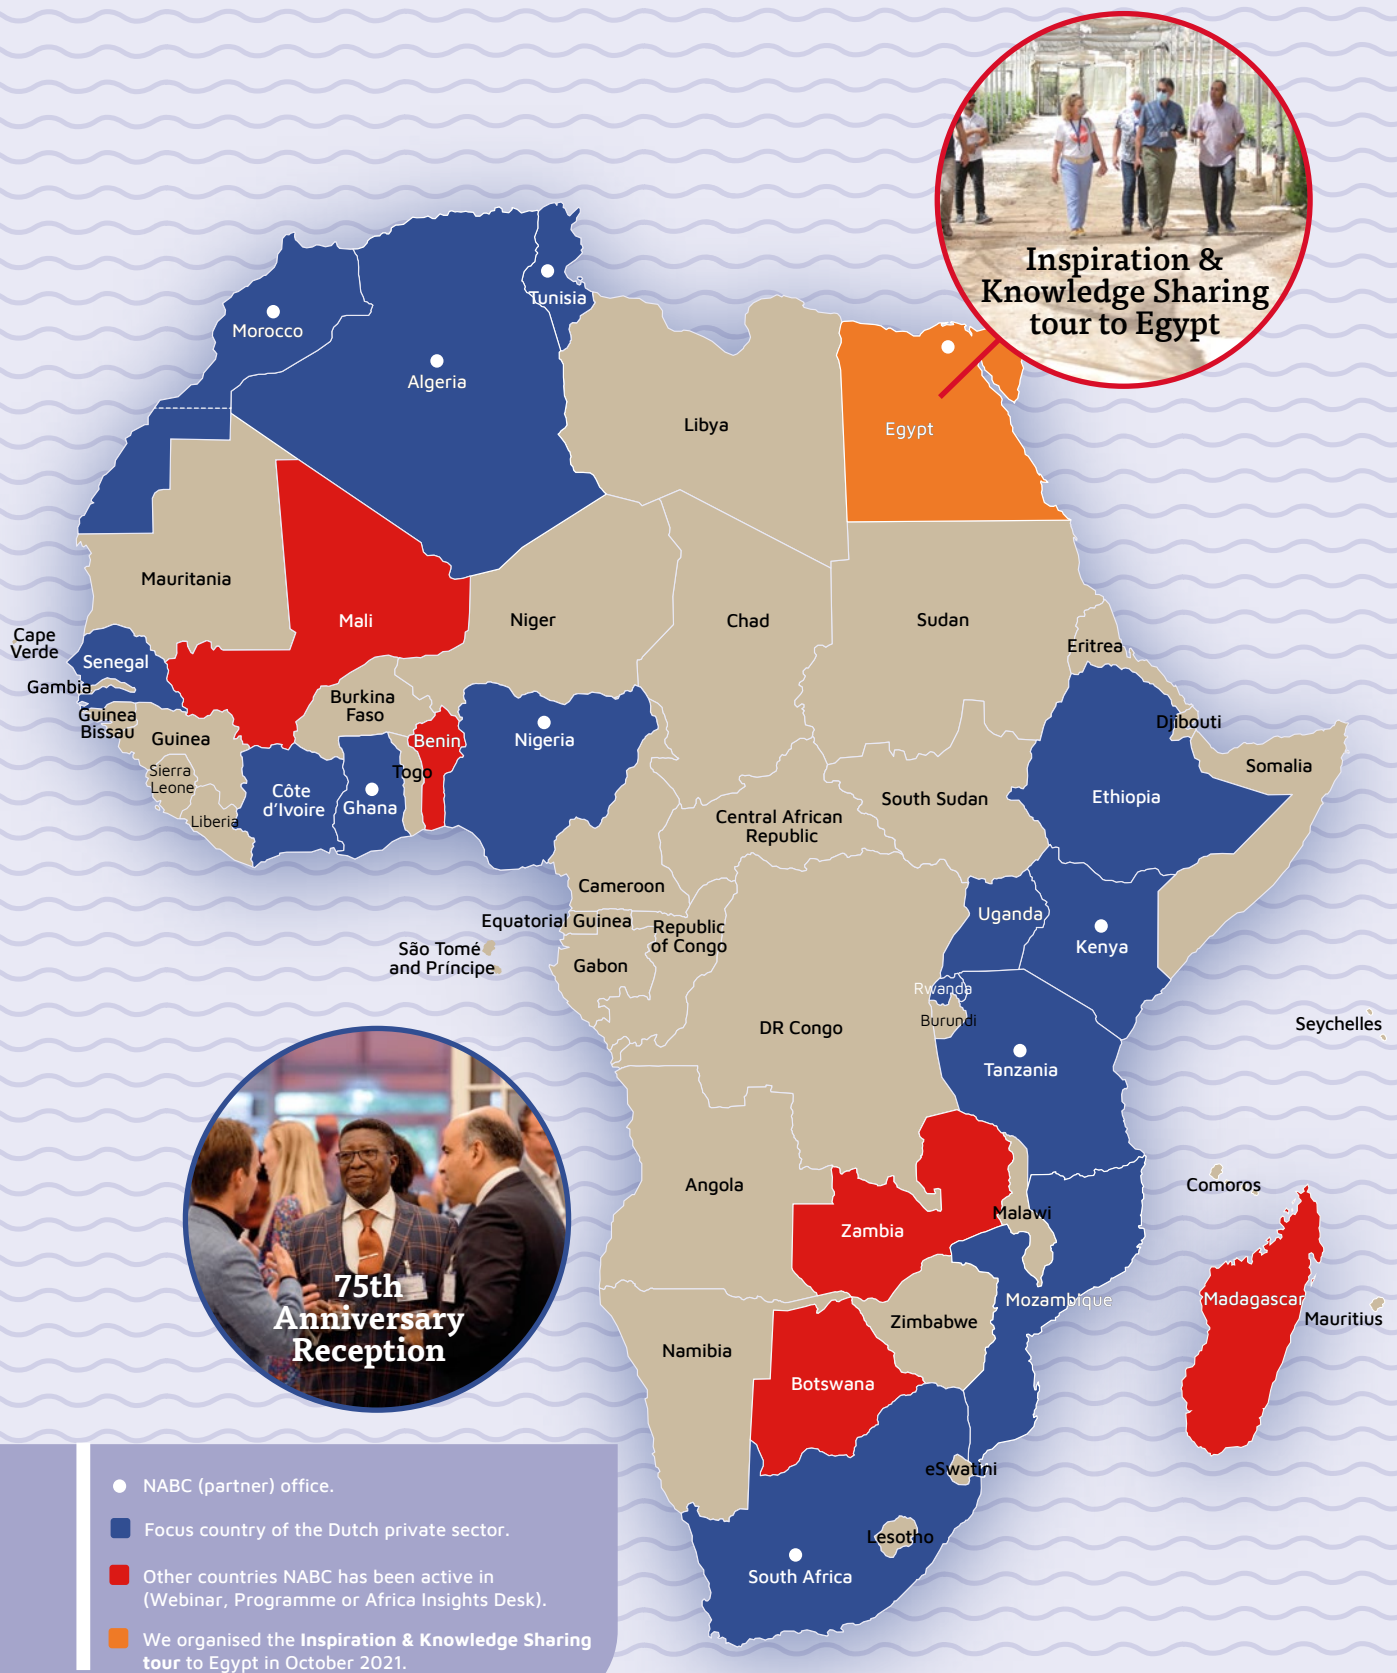 Inspiration &
Knowledge Sharing
tour to Egypt
Tunisia
Morocco
Algeria
Libya
Egypt
Mauritania
Mali
Niger
Chad
Sudan
Cape
Verde
Senegal
Eritrea
Gambia
Burkina
Faso
Guinea
Bissau
Guinea
Benin
Nigeria
Djibouti
Sierra
Leone
Togo
Somalia
Côte
d'Ivoire
Ghana
South Sudan
Ethiopia
Liberia
Central African
Republic
Cameroon
Equatorial Guinea
Republic
of Congo
Uganda
Kenya
São Tomé
and Príncipe
Gabon
Rwanda
Burundi
DR Congo
Seychelles
Tanzania
Angola
Comoros
Malawi
Zambia
Mozambique
Madagascar
Mauritius
Zimbabwe
Namibia
Botswana
75th
Anniversary
Reception
eSwatini
Lesotho
South Africa
NABC (partner) office.
Focus country of the Dutch private sector.
Other countries NABC has been active in
(Webinar, Programme or Africa Insights Desk).
We organised the Inspiration & Knowledge Sharing
tour to Egypt in October 2021.